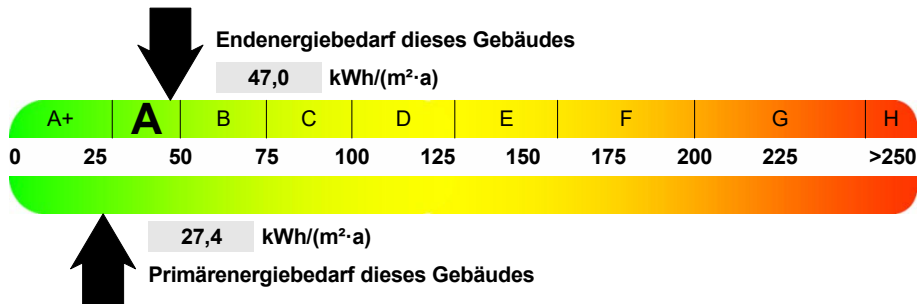 Endenergiebedarf dieses Gebäudes
47,0 kWh/(m²·a)
A+ A B C D E F G H
0 25 50 75 100 125 150 175 200 225 >250
27,4 kWh/(m²·a)
Primärenergiebedarf dieses Gebäudes